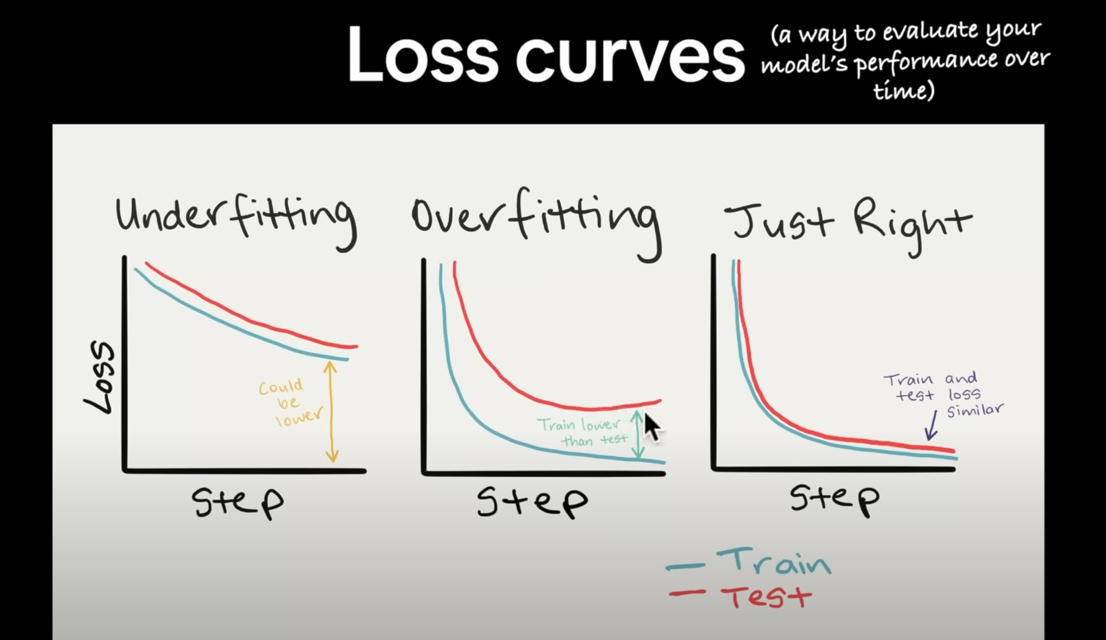 Loss curves
(a way to evaluate your
model's performance over
time)
Underfitting
Loss
Could
be
lower
Step
Overfitting
Train lower
than test
Step
Just Right
Train and
test loss
similar
Step
Train
Test